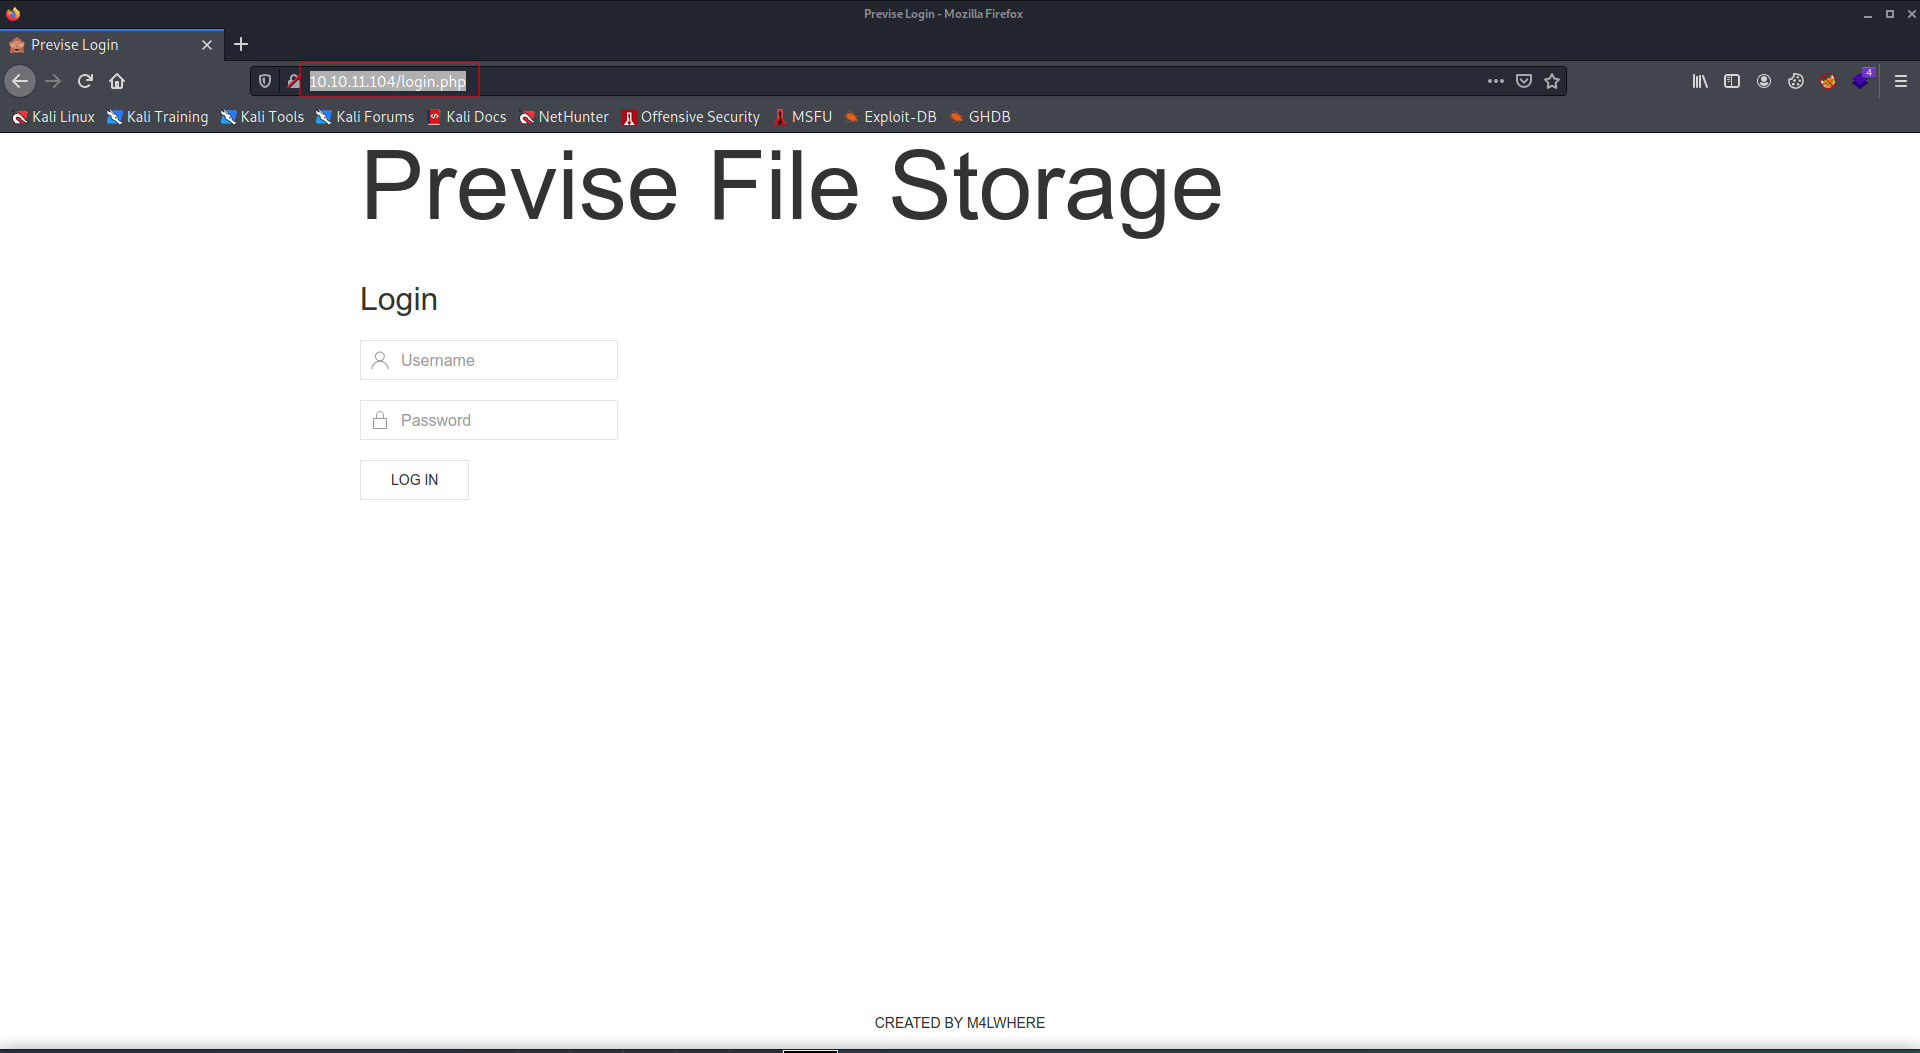 Previse Login - Mozilla Firefox
Previse Login
10.10.11.104/login.php
4
Kali Linux Kali Training Kali Tools Kali Forums Kali Docs NetHunter Offensive Security MSFU Exploit-DB GHDB
Previse File Storage
Login
Username
Password
LOG IN
CREATED BY M4LWHERE